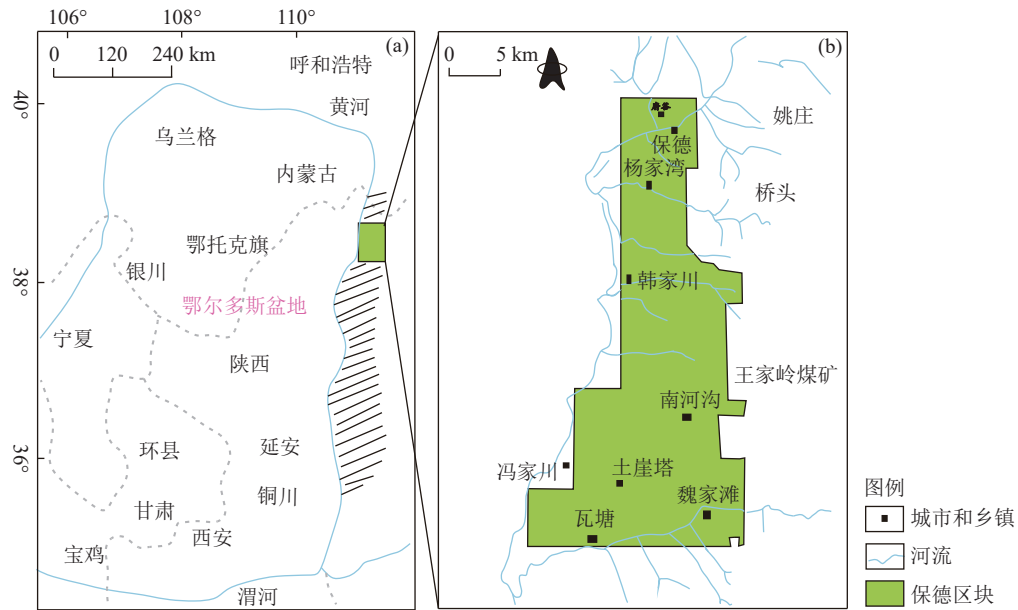 106°
108°
110°
(a)
0 120 240 km
呼和浩特
40°
黄河
乌兰格
内蒙古
鄂托克旗
银川
38°
鄂尔多斯盆地
宁夏
陕西
环县
延安
36°
甘肃
铜川
西安
宝鸡
渭河
(b)
0 5 km
府谷
姚庄
保德
杨家湾
桥头
韩家川
王家岭煤矿
南河沟
冯家川
土崖塔
魏家滩
瓦塘
图例
城市和乡镇
河流
保德区块